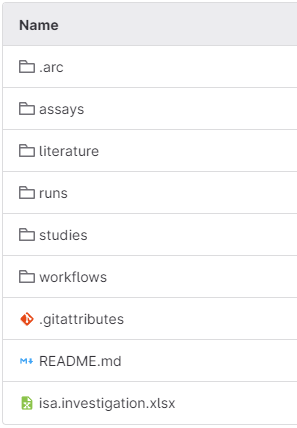 Name
.arc
assays
literature
runs
studies
workflows
.gitattributes
M↓ README.md
isa.investigation.xlsx